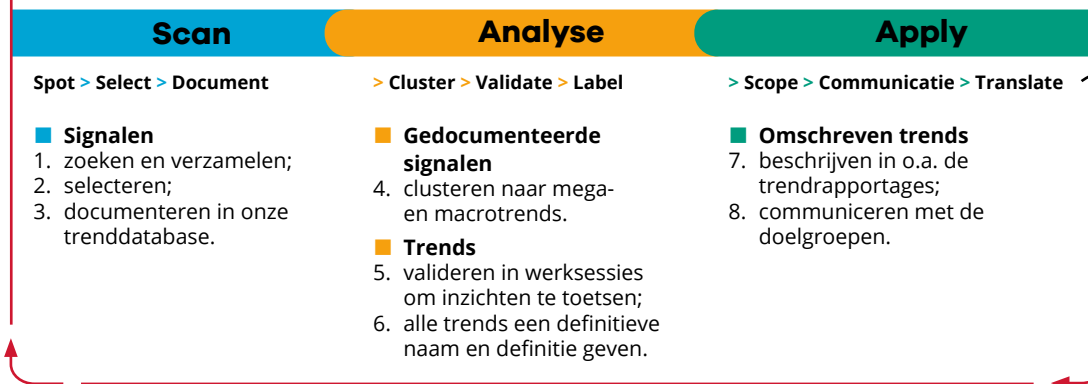 Scan
Spot > Select > Document
Signalen
1. zoeken en verzamelen;
2. selecteren;
3. documenteren in onze
trenddatabase.
Analyse
> Cluster > Validate > Label
Gedocumenteerde
signalen
4. clusteren naar mega-
en macrotrends.
Trends
5. valideren in werksessies
om inzichten te toetsen;
6. alle trends een definitieve
naam en definitie geven.
Apply
> Scope > Communicatie > Translate
Omschreven trends
7. beschrijven in o.a. de
trendrapportages;
8. communiceren met de
doelgroepen.